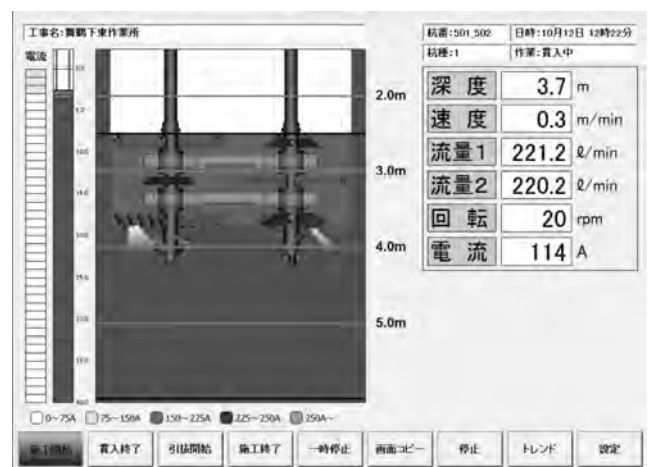 工事名:舞鶴下東作業所
杭番:501,502
日時:10月12日 12時22分
杭種:1
作業:貫入中
電流
2.0m
3.0m
4.0m
5.0m
深度 3.7 m
速度 0.3 m/min
流量1 221.2 ℓ/min
流量2 220.2 ℓ/min
回転 20 rpm
電流 114 A
0～75A 75～150A 150～225A 225～250A 250A～
施工開始 貫入終了 引抜開始 施工終了 一時停止 画面コピー 停止 トレンド 設定